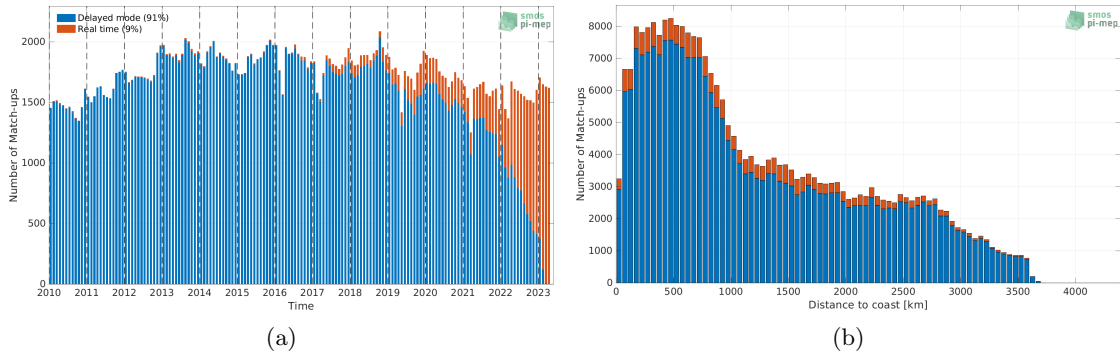 Delayed mode (91%)
Real time (9%)
smos
pi-mep
2000
1500
1000
500
0
Number of Match-ups
2010 2011 2012 2013 2014 2015 2016 2017 2018 2019 2020 2021 2022 2023
Time
(a)
smos
pi-mep
8000
7000
6000
5000
4000
3000
2000
1000
0
Number of Match-ups
0 500 1000 1500 2000 2500 3000 3500 4000
Distance to coast [km]
(b)